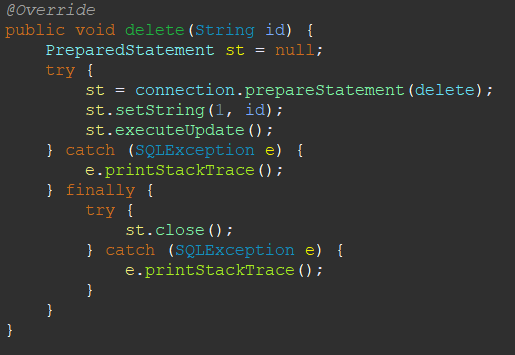 @Override
public void delete(String id) {
    PreparedStatement st = null;
    try {
        st = connection.prepareStatement(delete);
        st.setString(1, id);
        st.executeUpdate();
    } catch (SQLException e) {
        e.printStackTrace();
    } finally {
        try {
            st.close();
        } catch (SQLException e) {
            e.printStackTrace();
        }
    }
}